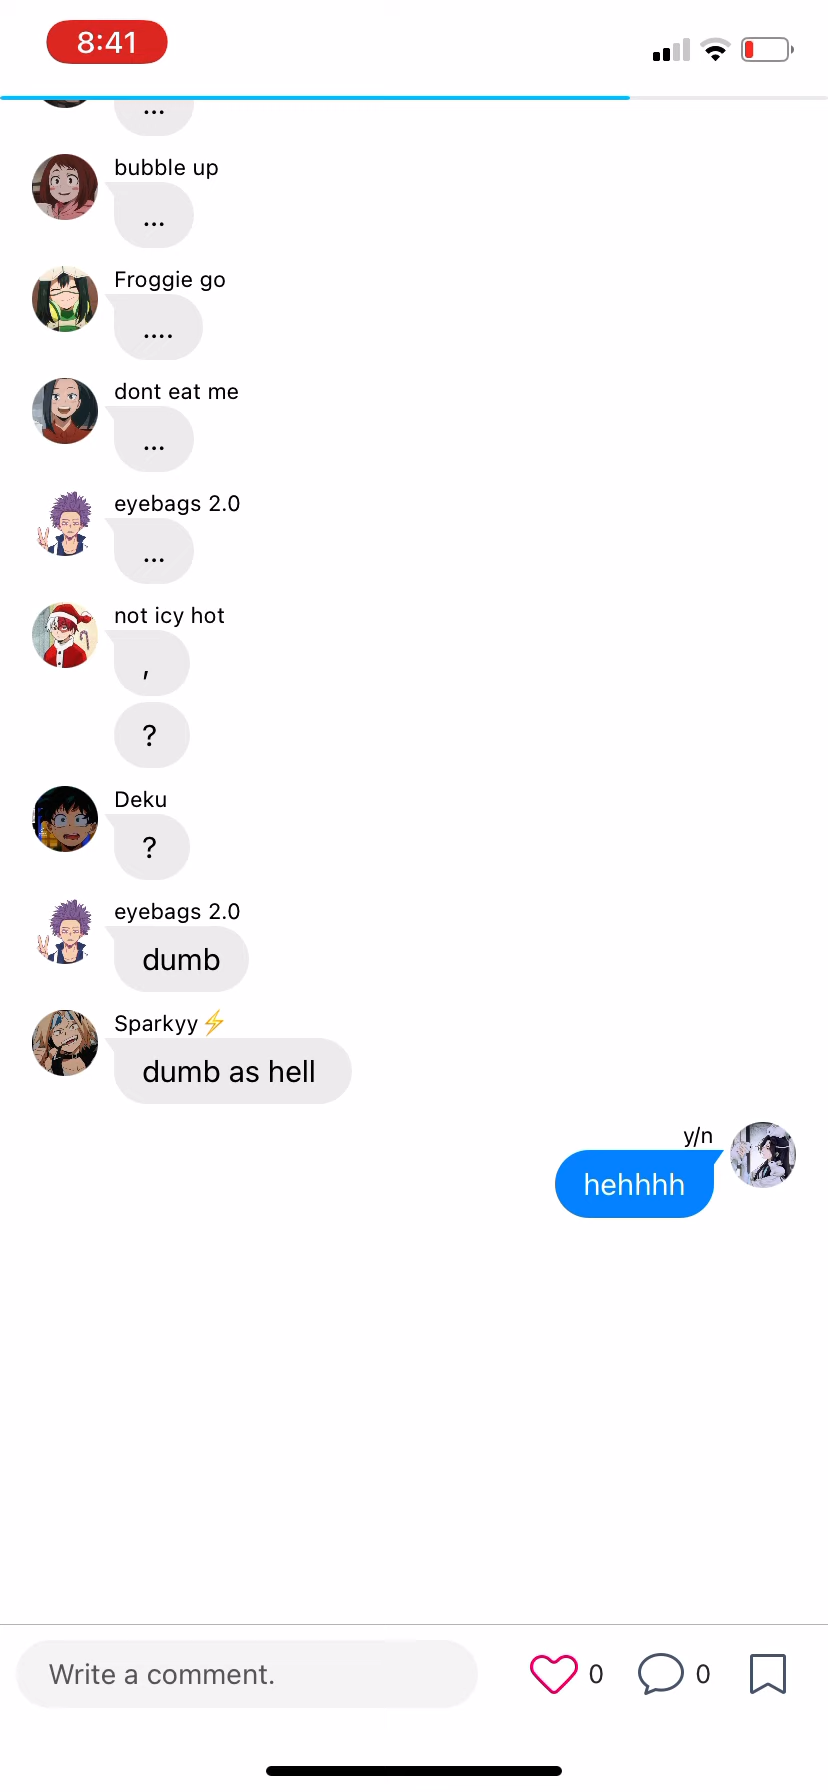 8:41
...
bubble up
...
Froggie go
....
dont eat me
...
eyebags 2.0
...
not icy hot
,
?
Deku
?
eyebags 2.0
dumb
Sparkyy⚡
dumb as hell
y/n
hehhhh
Write a comment.
0
0